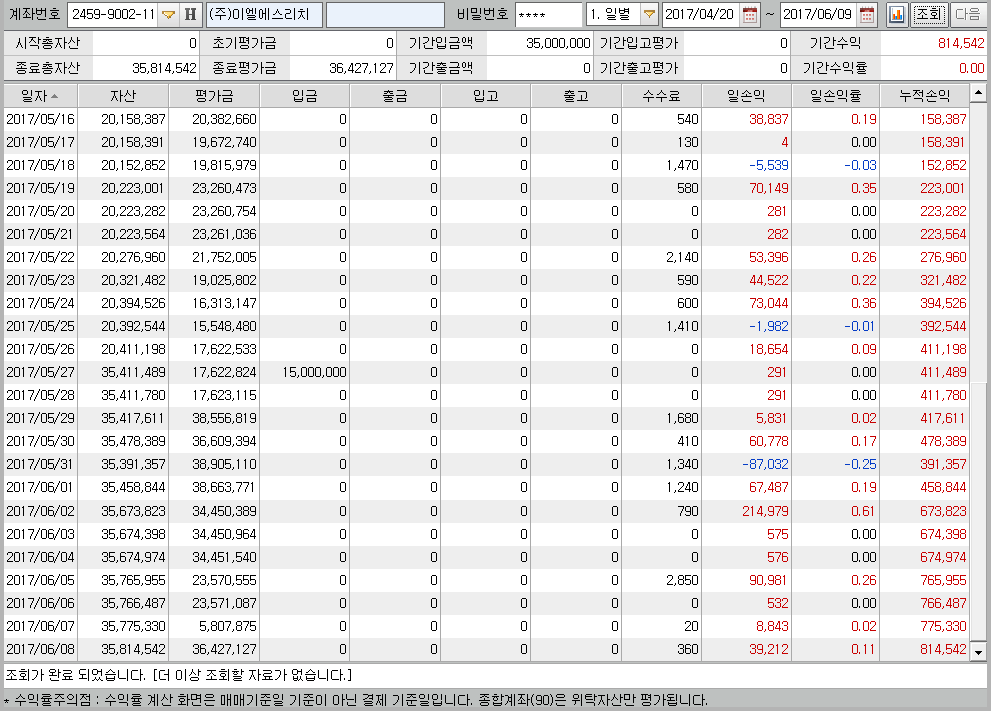 계좌번호 2459-9002-11 H (주)이엘에스리치 비밀번호 **** 1. 일별 2017/04/20 ~ 2017/06/09 조회 다음
시작총자산 0 초기평가금 0 기간입금액 35,000,000 기간입고평가 0 기간수익 814,542
종료총자산 35,814,542 종료평가금 36,427,127 기간출금액 0 기간출고평가 0 기간수익률 0.00
일자 자산 평가금 입금 출금 입고 출고 수수료 일손익 일손익률 누적손익
2017/05/16 20,158,387 20,382,660 0 0 0 0 540 38,837 0.19 158,387
2017/05/17 20,158,391 19,672,740 0 0 0 0 130 4 0.00 158,391
2017/05/18 20,152,852 19,815,979 0 0 0 0 1,470 -5,539 -0.03 152,852
2017/05/19 20,223,001 23,260,473 0 0 0 0 580 70,149 0.35 223,001
2017/05/20 20,223,282 23,260,754 0 0 0 0 0 281 0.00 223,282
2017/05/21 20,223,564 23,261,036 0 0 0 0 0 282 0.00 223,564
2017/05/22 20,276,960 21,752,005 0 0 0 0 2,140 53,396 0.26 276,960
2017/05/23 20,321,482 19,025,802 0 0 0 0 590 44,522 0.22 321,482
2017/05/24 20,394,526 16,313,147 0 0 0 0 600 73,044 0.36 394,526
2017/05/25 20,392,544 15,548,480 0 0 0 0 1,410 -1,982 -0.01 392,544
2017/05/26 20,411,198 17,622,533 0 0 0 0 0 18,654 0.09 411,198
2017/05/27 35,411,489 17,622,824 15,000,000 0 0 0 0 291 0.00 411,489
2017/05/28 35,411,780 17,623,115 0 0 0 0 0 291 0.00 411,780
2017/05/29 35,417,611 38,556,819 0 0 0 0 1,680 5,831 0.02 417,611
2017/05/30 35,478,389 36,609,394 0 0 0 0 410 60,778 0.17 478,389
2017/05/31 35,391,357 38,905,110 0 0 0 0 1,340 -87,032 -0.25 391,357
2017/06/01 35,458,844 38,663,771 0 0 0 0 1,240 67,487 0.19 458,844
2017/06/02 35,673,823 34,450,389 0 0 0 0 790 214,979 0.61 673,823
2017/06/03 35,674,398 34,450,964 0 0 0 0 0 575 0.00 674,398
2017/06/04 35,674,974 34,451,540 0 0 0 0 0 576 0.00 674,974
2017/06/05 35,765,955 23,570,555 0 0 0 0 2,850 90,981 0.26 765,955
2017/06/06 35,766,487 23,571,087 0 0 0 0 0 532 0.00 766,487
2017/06/07 35,775,330 5,807,875 0 0 0 0 20 8,843 0.02 775,330
2017/06/08 35,814,542 36,427,127 0 0 0 0 360 39,212 0.11 814,542
조회가 완료 되었습니다. [더 이상 조회할 자료가 없습니다.]
* 수익률주의점 : 수익률 계산 화면은 매매기준일 기준이 아닌 결제 기준일입니다. 종합계좌(90)은 위탁자산만 평가됩니다.